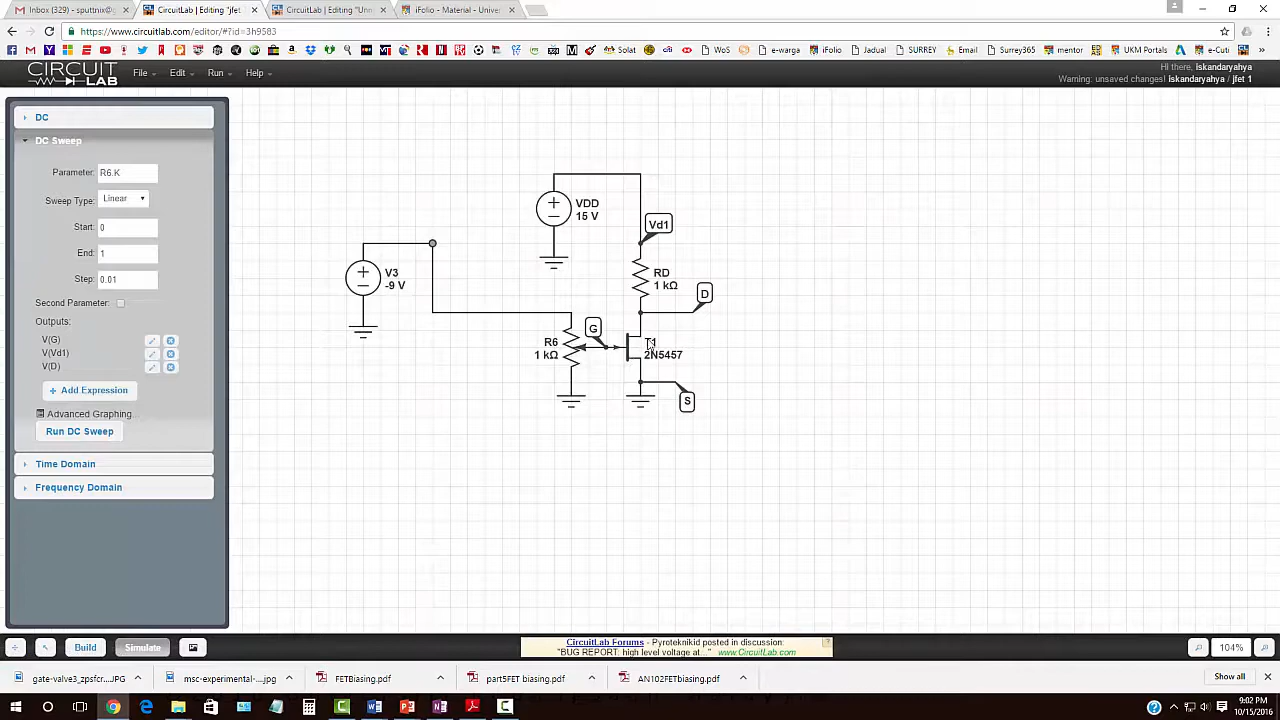 Inbox (329) - sputtnix@g
CircuitLab | Editing "jfet
CircuitLab | Editing "Unn
iFolio - Material - Univer
https://www.circuitlab.com/editor/#?id=3h9583
Solat
WoS
e-warga
iFolio
Jadual
SURREY
Email
Surrey365
mentor
UKM Portals
e-Cuti
CIRCUIT
LAB
File
Edit
Run
Help
Hi there, iskandaryahya
Warning: unsaved changes! iskandaryahya / jfet 1
DC
DC Sweep
Parameter: R6.K
Sweep Type: Linear
Start: 0
End: 1
Step: 0.01
Second Parameter:
Outputs:
V(G)
V(Vd1)
V(D)
+ Add Expression
Advanced Graphing...
Run DC Sweep
Time Domain
Frequency Domain
VDD
15 V
Vd1
V3
-9 V
RD
1 kΩ
D
G
R6
1 kΩ
T1
2N5457
S
Build
Simulate
CircuitLab Forums - Pyroteknikid posted in discussion:
"BUG REPORT: high level voltage at..." www.CircuitLab.com
104%
gate-valve3_zpsfcr....JPG
msc-experimental-...jpg
FETBiasing.pdf
part5FET biasing.pdf
AN102FETbiasing.pdf
Show all
9:02 PM
10/15/2016